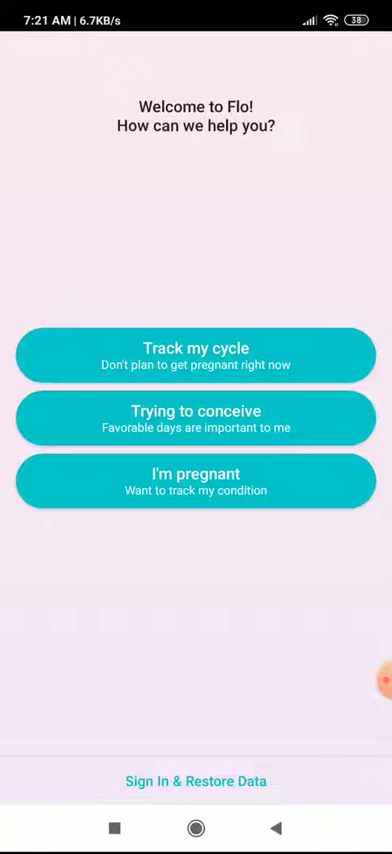 7:21 AM | 6.7KB/s
38
Welcome to Flo!
How can we help you?
Track my cycle
Don't plan to get pregnant right now
Trying to conceive
Favorable days are important to me
I'm pregnant
Want to track my condition
Sign In & Restore Data